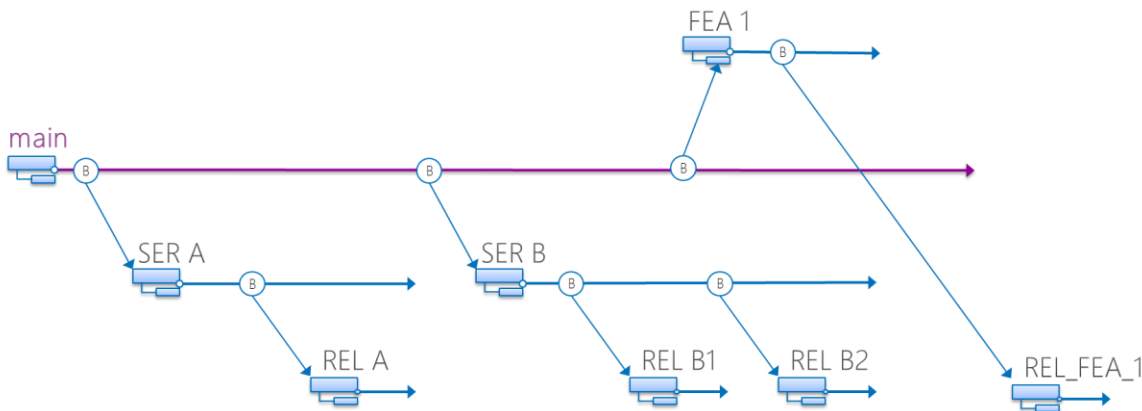 FEA 1
B
main
B
B
B
SER A
SER B
B
B
B
REL A
REL B1
REL B2
REL_FEA_1